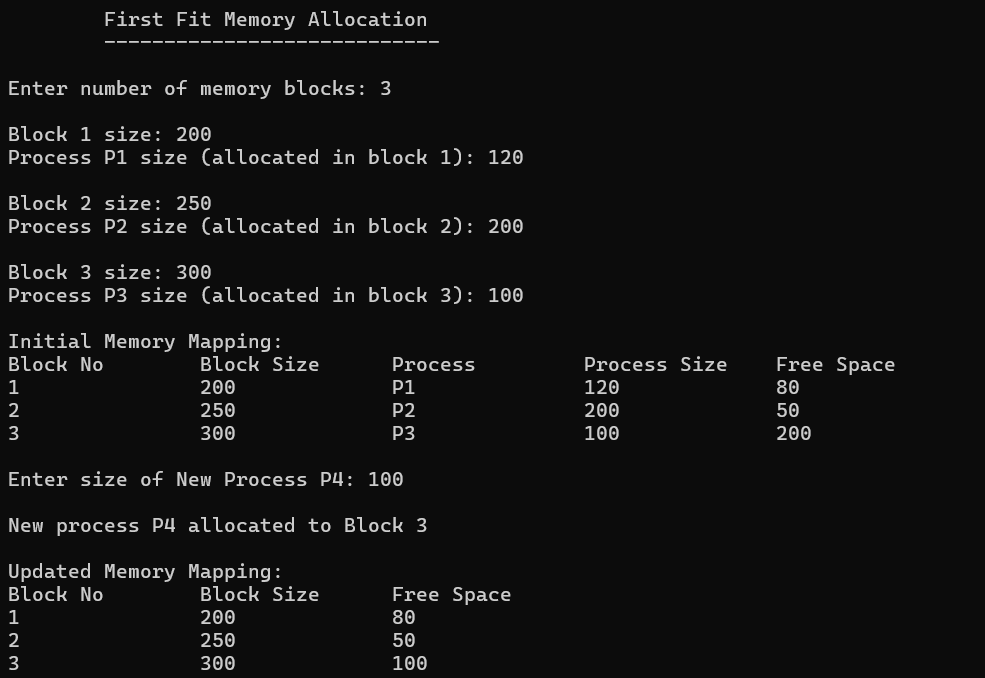 First Fit Memory Allocation
----------------------------
Enter number of memory blocks: 3
Block 1 size: 200
Process P1 size (allocated in block 1): 120
Block 2 size: 250
Process P2 size (allocated in block 2): 200
Block 3 size: 300
Process P3 size (allocated in block 3): 100
Initial Memory Mapping:
Block No        Block Size      Process         Process Size    Free Space
1               200             P1              120             80
2               250             P2              200             50
3               300             P3              100             200
Enter size of New Process P4: 100
New process P4 allocated to Block 3
Updated Memory Mapping:
Block No        Block Size      Free Space
1               200             80
2               250             50
3               300             100